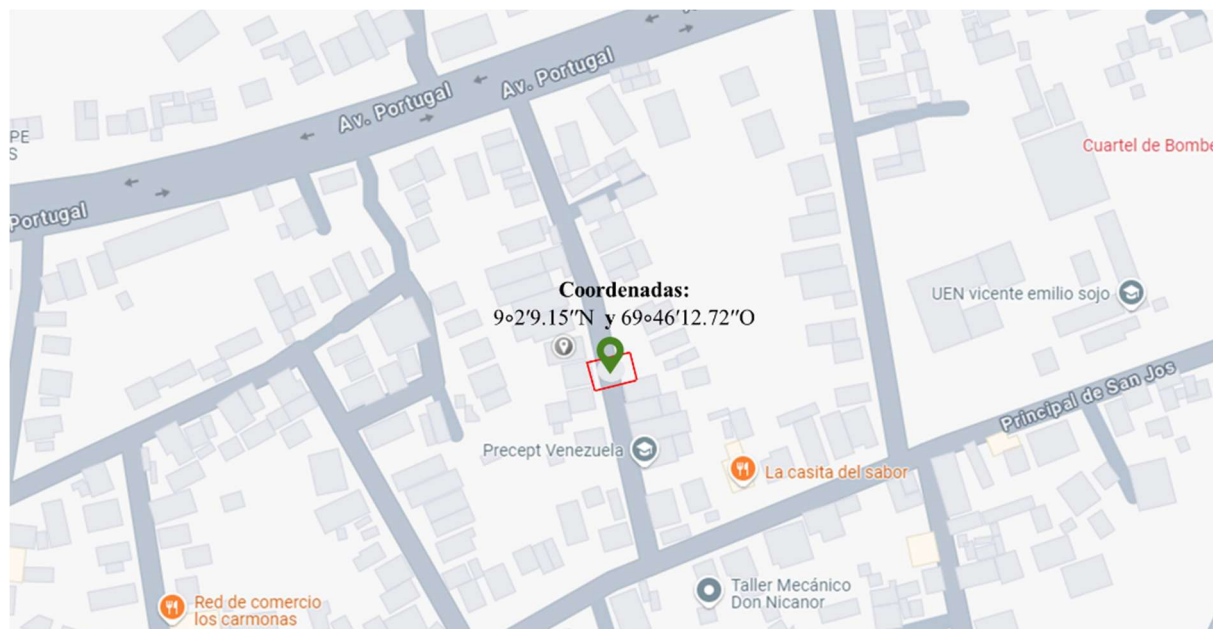 Av. Portugal
Av. Portugal
PE
S
Cuartel de Bombe
Portugal
Coordenadas:
9∘2′9.15″N y 69∘46′12.72″O
UEN vicente emilio sojo
Principal de San Jos
Precept Venezuela
La casita del sabor
Taller Mecánico
Don Nicanor
Red de comercio
los carmonas